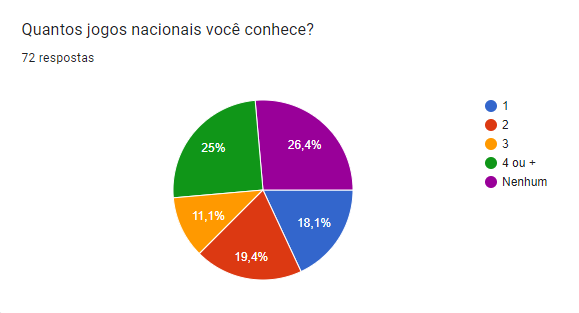 Quantos jogos nacionais você conhece?
72 respostas
1
2
3
4 ou +
Nenhum
25%
26,4%
11,1%
18,1%
19,4%